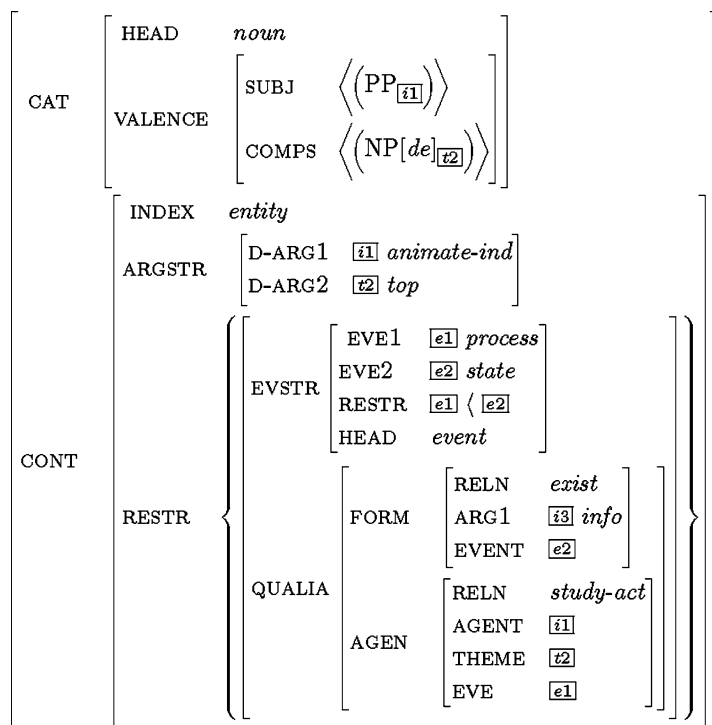 HEAD noun
SUBJ ⟨(PP i1)⟩
CAT
VALENCE
COMPS ⟨(NP[de] t2)⟩
INDEX entity
D-ARG1 i1 animate-ind
ARGSTR
D-ARG2 t2 top
EVE1 e1 process
EVE2 e2 state
EVSTR
RESTR e1 ⟨ e2
HEAD event
CONT
RELN exist
RESTR
FORM ARG1 i3 info
EVENT e2
QUALIA
RELN study-act
AGENT i1
AGEN
THEME t2
EVE e1